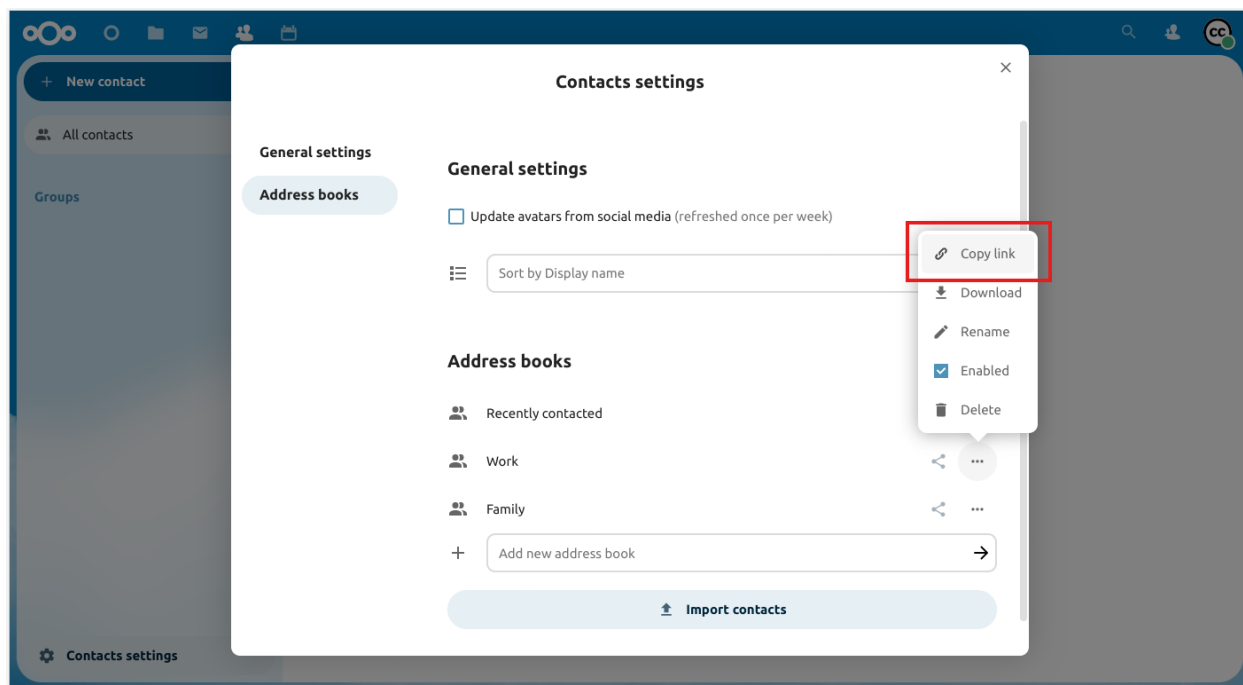 CC
New contact
All contacts
Groups
Contacts settings
Contacts settings
General settings
Address books
General settings
Update avatars from social media (refreshed once per week)
Sort by Display name
Copy link
Download
Rename
Enabled
Delete
Address books
Recently contacted
Work
Family
Add new address book
Import contacts